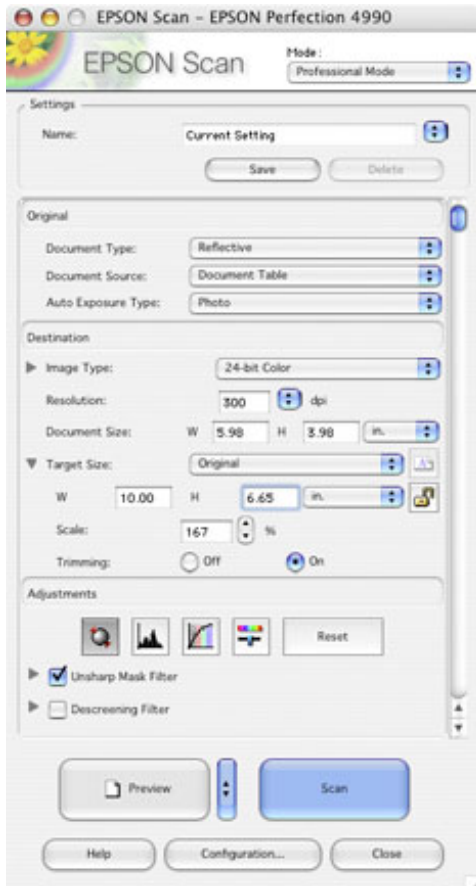 EPSON Scan - EPSON Perfection 4990
EPSON Scan
Mode:
Professional Mode
Settings
Name: Current Setting
Save Delete
Original
Document Type: Reflective
Document Source: Document Table
Auto Exposure Type: Photo
Destination
Image Type: 24-bit Color
Resolution: 300 dpi
Document Size: W 5.98 H 3.98 in.
Target Size: Original
W 10.00 H 6.65 in.
Scale: 167 %
Trimming: Off On
Adjustments
Reset
Unsharp Mask Filter
Descreening Filter
Preview Scan
Help Configuration... Close